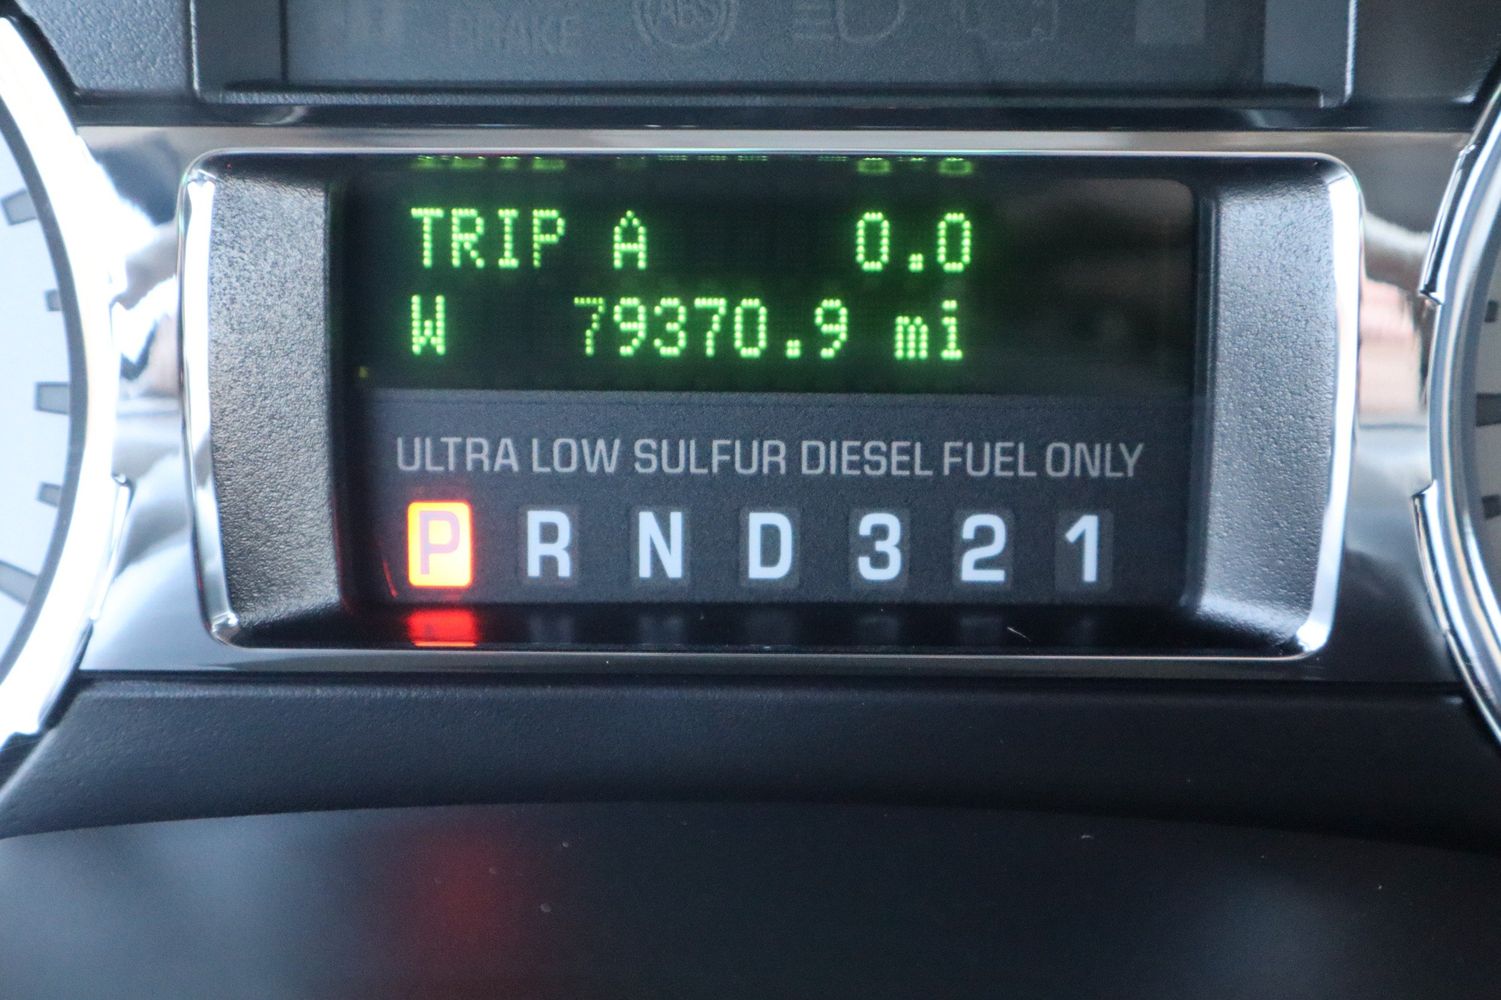 BRAKE
ABS
TRIP A 0.0
W 79370.9 mi
ULTRA LOW SULFUR DIESEL FUEL ONLY
P R N D 3 2 1